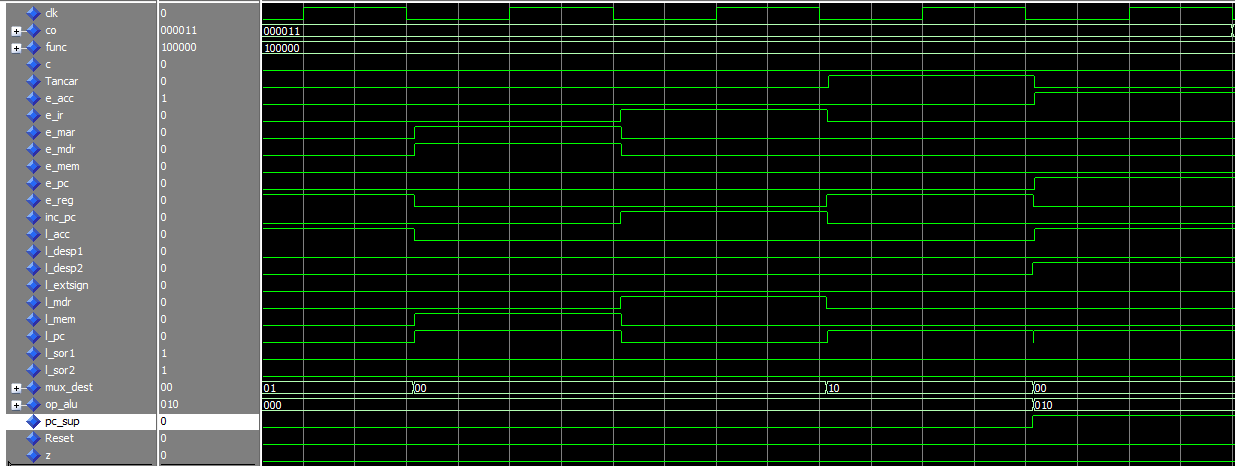 clk 0
co 000011 000011
func 100000 100000
c 0
Tancar 0
e_acc 1
e_ir 0
e_mar 0
e_mdr 0
e_mem 0
e_pc 0
e_reg 0
inc_pc 0
l_acc 0
l_desp1 0
l_desp2 0
l_extsign 0
l_mdr 0
l_mem 0
l_pc 0
l_sor1 1
l_sor2 1
mux_dest 00 01 00 10 00
op_alu 010 000 010
pc_sup 0
Reset 0
z 0